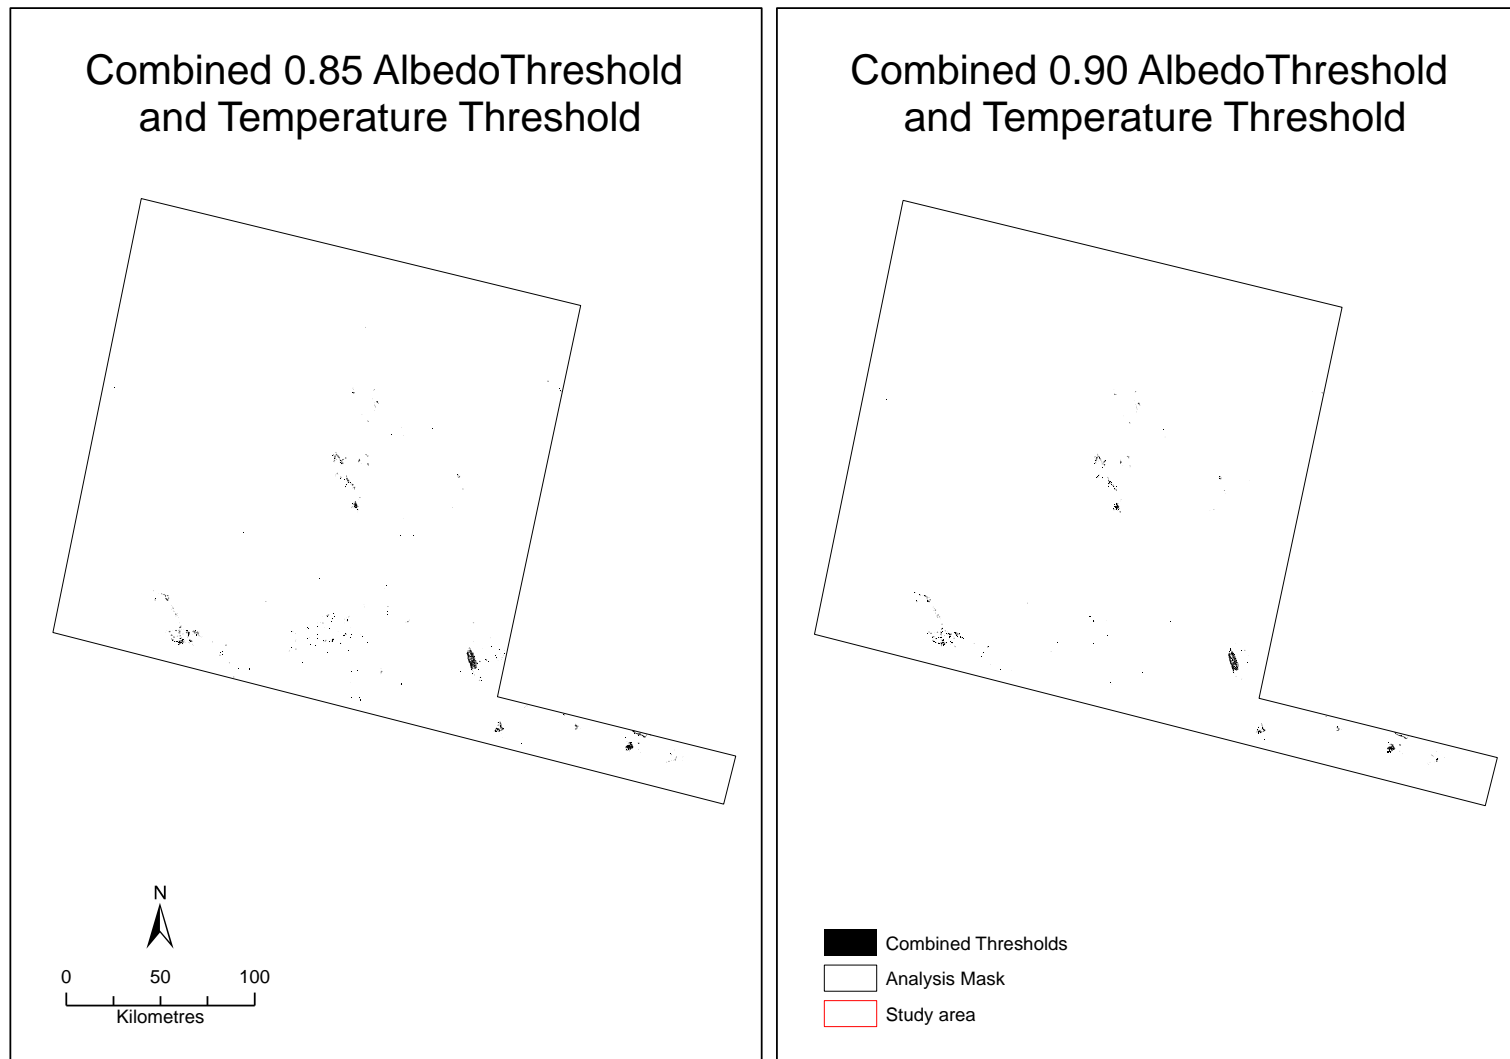 Combined 0.85 AlbedoThreshold
and Temperature Threshold
N
0 50 100
Kilometres
Combined 0.90 AlbedoThreshold
and Temperature Threshold
Combined Thresholds
Analysis Mask
Study area